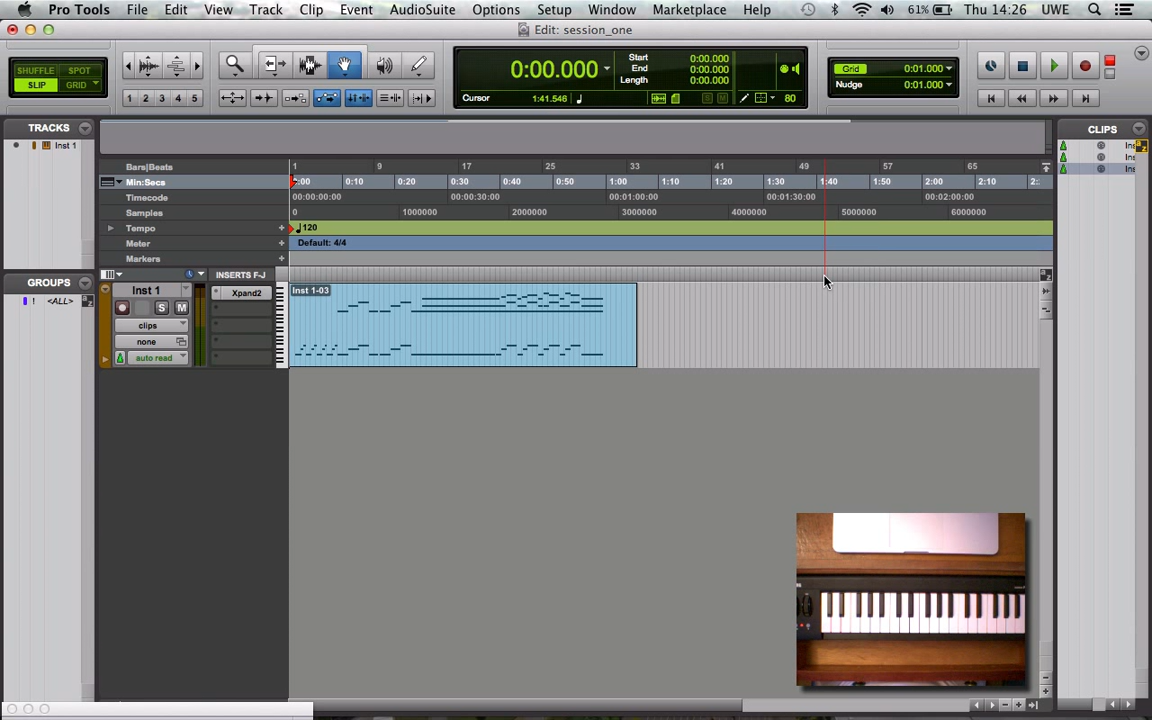 Pro Tools File Edit View Track Clip Event AudioSuite Options Setup Window Marketplace Help 61% Thu 14:26 UWE
Edit: session_one
SHUFFLE SPOT
SLIP GRID
1 2 3 4 5
0:00.000
Start 0:00.000
End 0:00.000
Length 0:00.000
Cursor 1:41.546 80
Grid 0:01.000
Nudge 0:01.000
TRACKS
Inst 1
GROUPS
! <ALL>
Bars|Beats 1 9 17 25 33 41 49 57 65
Min:Secs :00 0:10 0:20 0:30 0:40 0:50 1:00 1:10 1:20 1:30 1:40 1:50 2:00 2:10 2:
Timecode 00:00:00:00 00:00:30:00 00:01:00:00 00:01:30:00 00:02:00:00
Samples 0 1000000 2000000 3000000 4000000 5000000 6000000
Tempo 120
Meter Default: 4/4
Markers
INSERTS F-J
Inst 1
S M
clips
none
auto read
Xpand2
Inst 1-03
CLIPS
Ins
Ins
Ins